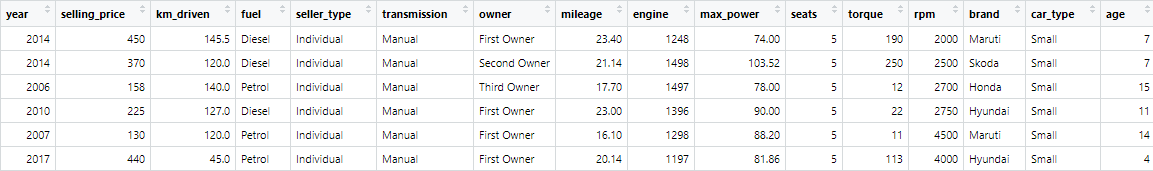 year selling_price km_driven fuel seller_type transmission owner mileage engine max_power seats torque rpm brand car_type age
2014 450 145.5 Diesel Individual Manual First Owner 23.40 1248 74.00 5 190 2000 Maruti Small 7
2014 370 120.0 Diesel Individual Manual Second Owner 21.14 1498 103.52 5 250 2500 Skoda Small 7
2006 158 140.0 Petrol Individual Manual Third Owner 17.70 1497 78.00 5 12 2700 Honda Small 15
2010 225 127.0 Diesel Individual Manual First Owner 23.00 1396 90.00 5 22 2750 Hyundai Small 11
2007 130 120.0 Petrol Individual Manual First Owner 16.10 1298 88.20 5 11 4500 Maruti Small 14
2017 440 45.0 Petrol Individual Manual First Owner 20.14 1197 81.86 5 113 4000 Hyundai Small 4